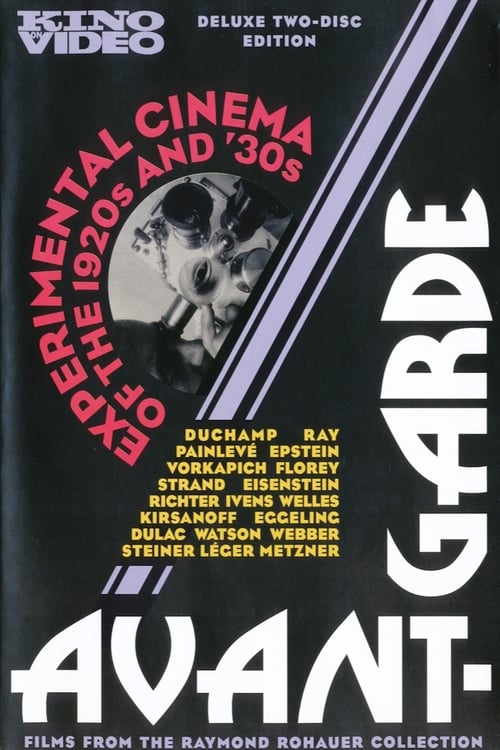 KINO
ON
VIDEO
DELUXE TWO-DISC
EDITION
EXPERIMENTAL CINEMA
OF THE 1920s AND '30s
DUCHAMP RAY
PAINLEVÉ EPSTEIN
VORKAPICH FLOREY
STRAND EISENSTEIN
RICHTER IVENS WELLES
KIRSANOFF EGGELING
DULAC WATSON WEBBER
STEINER LÉGER METZNER
AVANT-
GARDE
FILMS FROM THE RAYMOND ROHAUER COLLECTION